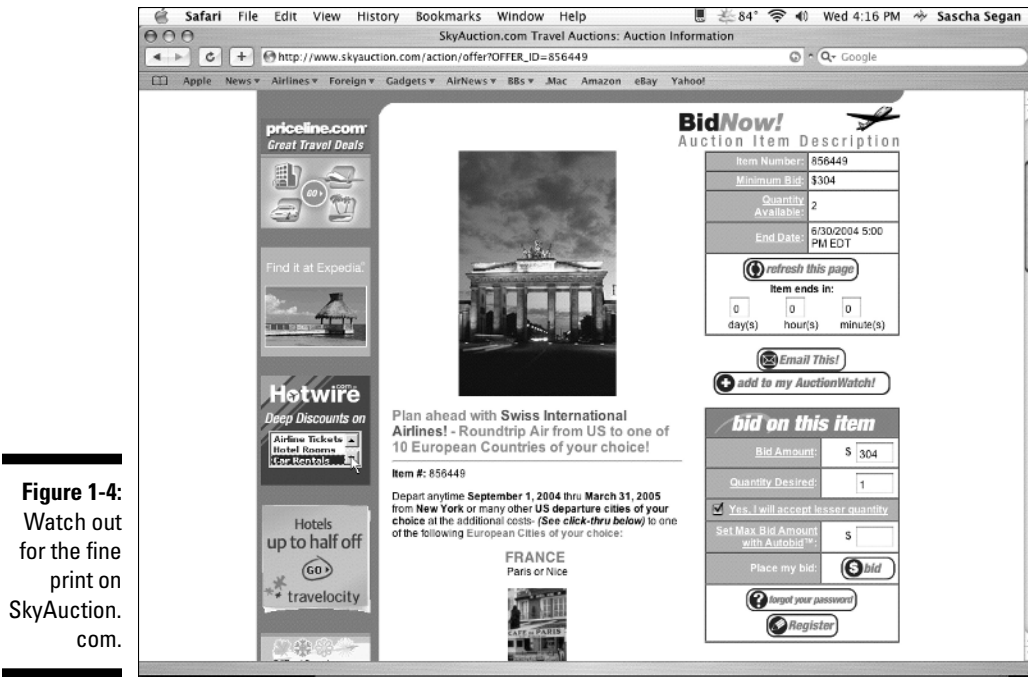 Safari File Edit View History Bookmarks Window Help 84° Wed 4:16 PM Sascha Segan
SkyAuction.com Travel Auctions: Auction Information
http://www.skyauction.com/action/offer?OFFER_ID=856449
Google
Apple News Airlines Foreign Gadgets AirNews BBs .Mac Amazon eBay Yahoo!
priceline.com
Great Travel Deals
GO
Find it at Expedia.
Hotwire.com
Deep Discounts on
Airline Tickets
Hotel Rooms
Car Rentals
Hotels
up to half off
GO
travelocity
Plan ahead with Swiss International
Airlines! - Roundtrip Air from US to one of
10 European Countries of your choice!
Item #: 856449
Depart anytime September 1, 2004 thru March 31, 2005
from New York or many other US departure cities of your
choice at the additional costs- (See click-thru below) to one
of the following European Cities of your choice:
FRANCE
Paris or Nice
CAFE de PARIS
BidNow!
Auction Item Description
Item Number: 856449
Minimum Bid: $304
Quantity
Available: 2
End Date: 6/30/2004 5:00
PM EDT
refresh this page
Item ends in:
0 0 0
day(s) hour(s) minute(s)
Email This!
add to my AuctionWatch!
bid on this item
Bid Amount: $ 304
Quantity Desired: 1
Yes, I will accept lesser quantity
Set Max Bid Amount
with Autobid™: $
Place my bid: $ bid
? forgot your password
Register
Figure 1-4:
Watch out
for the fine
print on
SkyAuction.
com.